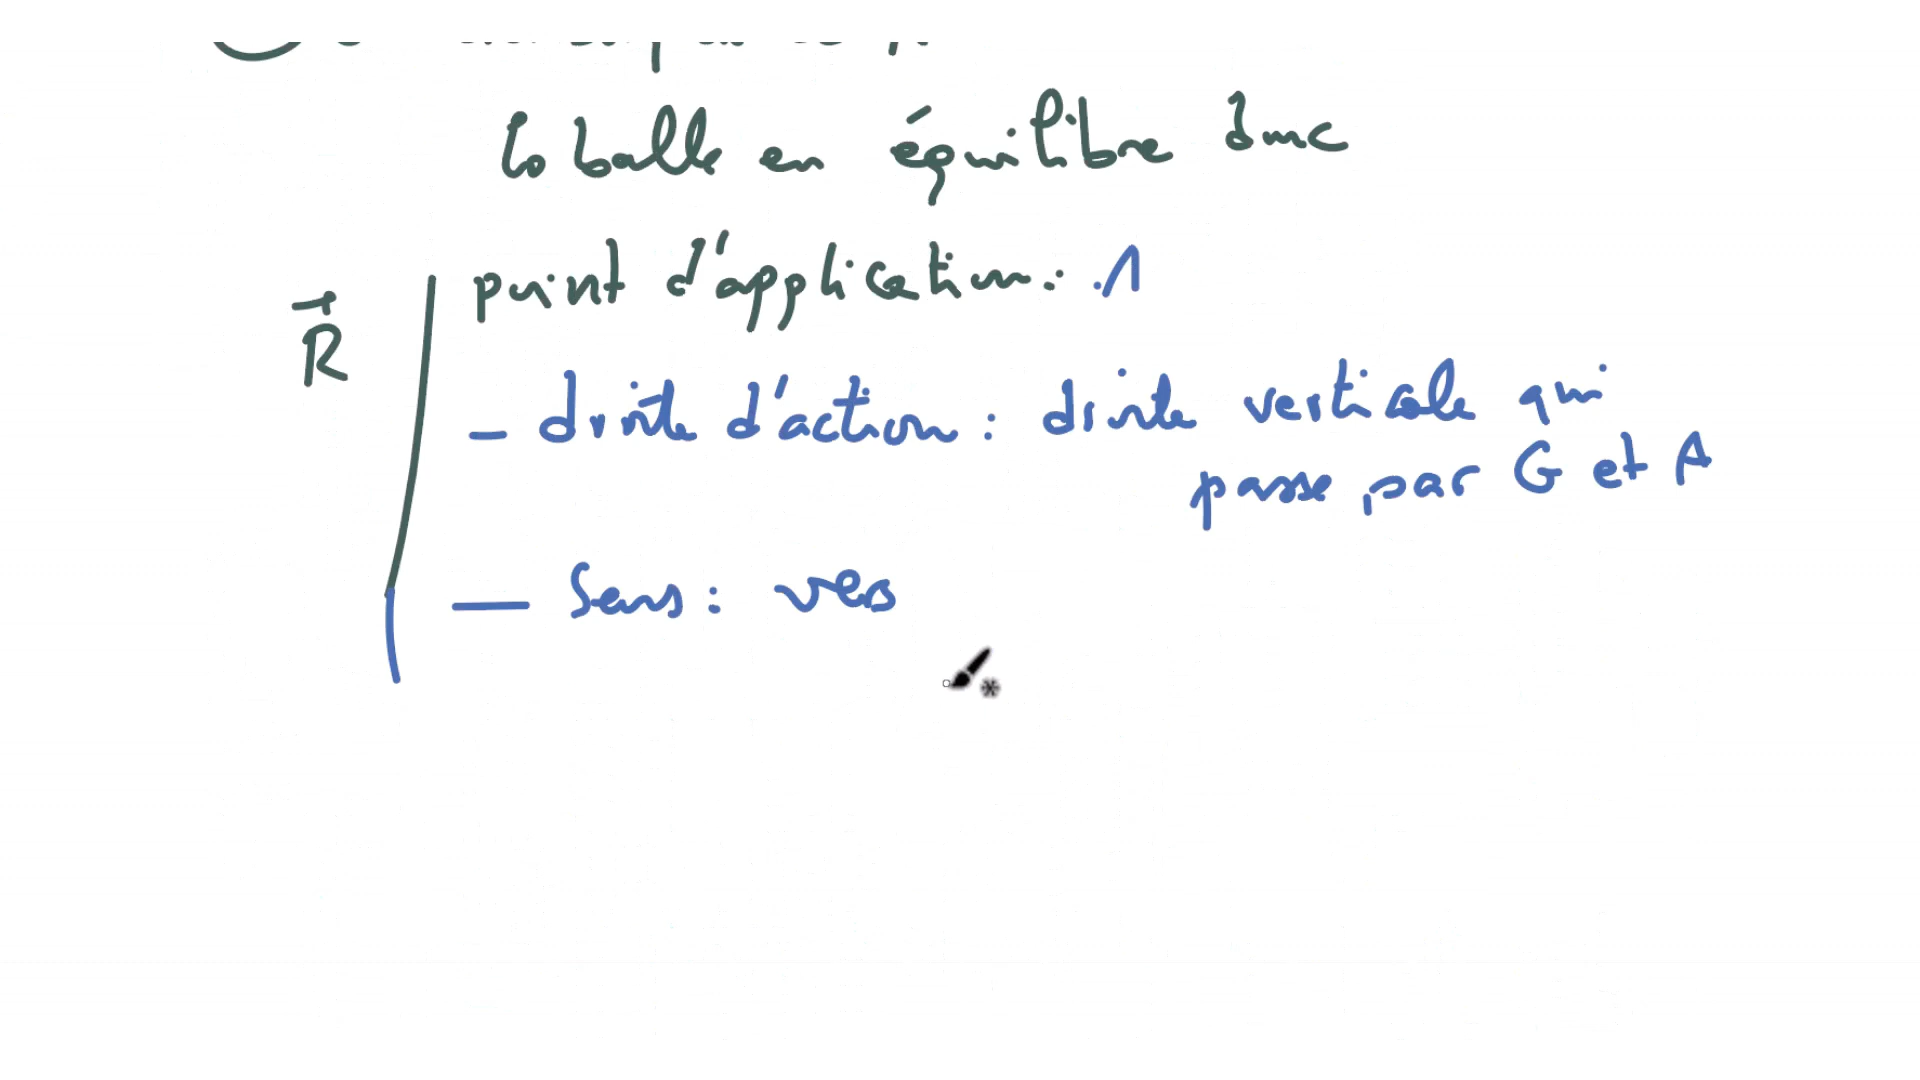 la balle en équilibre donc
point d'application : A
R
- droite d'action : droite verticale qui
passe par G et A
- Sens : vers